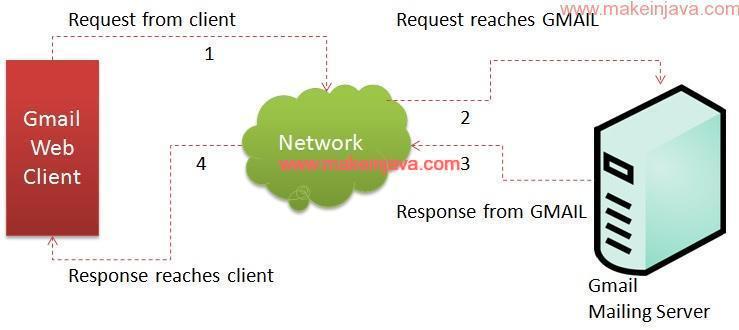 www.makeinjava.com
Request from client
Request reaches GMAIL
1
Gmail
Web
Client
Network
2
www.makeinjava.com
4
3
Response from GMAIL
Response reaches client
Gmail
Mailing Server